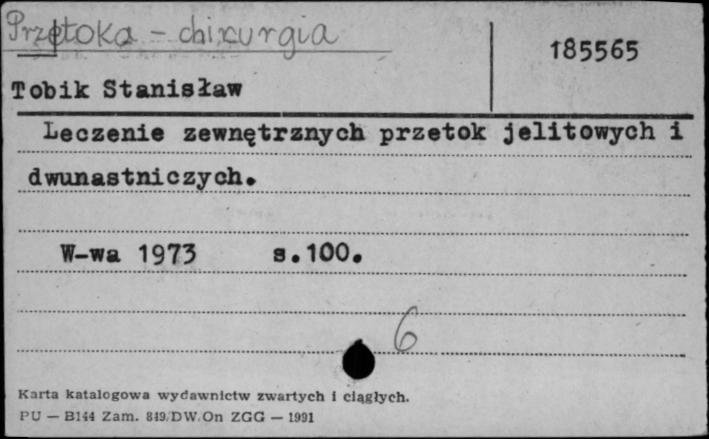 Przetoka - chirurgia
185565
Tobik Stanisław
Leczenie zewnętrznych przetok jelitowych i
dwunastniczych.
W-wa 1973 s.100.
6
Karta katalogowa wydawnictw zwartych i ciągłych.
PU — B144 Zam. 849/DW.On ZGG — 1991